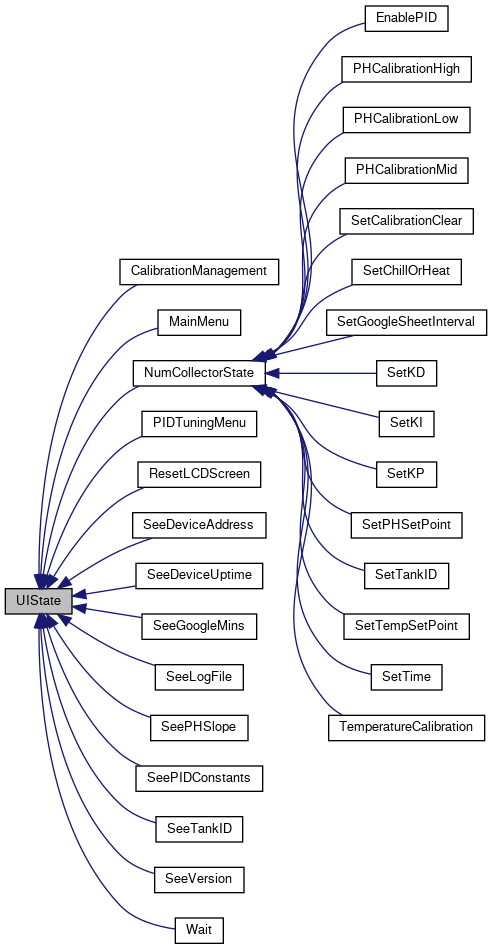 EnablePID
PHCalibrationHigh
PHCalibrationLow
PHCalibrationMid
SetCalibrationClear
CalibrationManagement
SetChillOrHeat
MainMenu
SetGoogleSheetInterval
NumCollectorState
SetKD
PIDTuningMenu
SetKI
ResetLCDScreen
SetKP
SeeDeviceAddress
SetPHSetPoint
SeeDeviceUptime
SetTankID
UIState
SeeGoogleMins
SetTempSetPoint
SeeLogFile
SetTime
SeePHSlope
TemperatureCalibration
SeePIDConstants
SeeTankID
SeeVersion
Wait